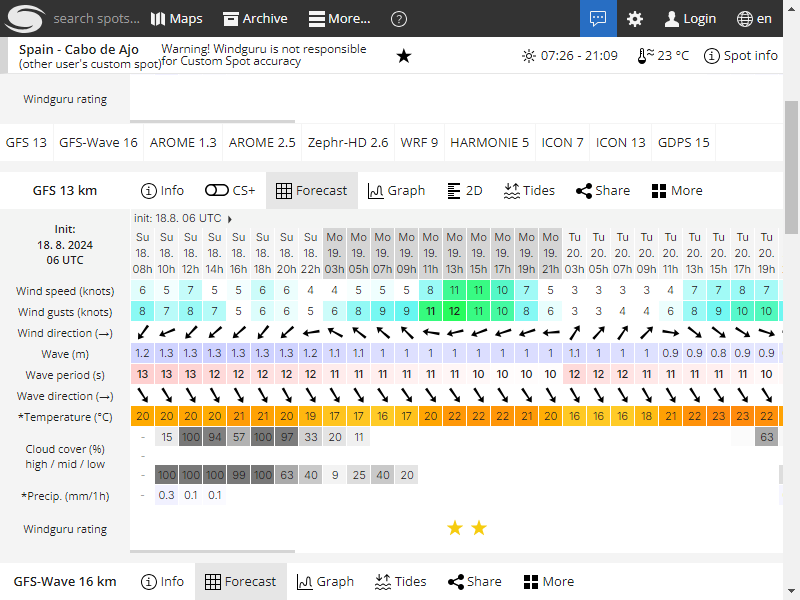 search spots... Maps Archive More... ? Login en
Spain - Cabo de Ajo
(other user's custom spot)
Warning! Windguru is not responsible
for Custom Spot accuracy
07:26 - 21:09 23 °C Spot info
Windguru rating
GFS 13 GFS-Wave 16 AROME 1.3 AROME 2.5 Zephr-HD 2.6 WRF 9 HARMONIE 5 ICON 7 ICON 13 GDPS 15
GFS 13 km Info CS+ Forecast Graph 2D Tides Share More
init: 18.8. 06 UTC
Init:
18. 8. 2024
06 UTC
Su Su Su Su Su Su Su Su Mo Mo Mo Mo Mo Mo Mo Mo Mo Mo Tu Tu Tu Tu Tu Tu Tu Tu Tu
18. 18. 18. 18. 18. 18. 18. 18. 19. 19. 19. 19. 19. 19. 19. 19. 19. 19. 20. 20. 20. 20. 20. 20. 20. 20. 20.
08h 10h 12h 14h 16h 18h 20h 22h 03h 05h 07h 09h 11h 13h 15h 17h 19h 21h 03h 05h 07h 09h 11h 13h 15h 17h 19h
Wind speed (knots) 6 5 7 5 5 6 6 4 4 5 5 5 8 11 11 10 7 5 3 3 3 3 4 7 7 8 7
Wind gusts (knots) 8 7 8 7 5 6 6 5 6 8 9 9 11 12 11 10 8 6 3 3 4 4 6 8 9 10 10
Wind direction (→)
Wave (m) 1.2 1.3 1.3 1.3 1.3 1.3 1.3 1.2 1.1 1.1 1 1 1 1 1 1 1 1 1.1 1 1 1 0.9 0.9 0.8 0.9 0.9
Wave period (s) 13 13 13 12 12 12 12 12 11 11 11 11 11 11 10 10 10 10 12 12 12 11 11 11 11 11 10
Wave direction (→)
*Temperature (°C) 20 20 20 20 21 21 20 19 17 17 16 17 20 22 22 22 21 20 16 16 16 18 21 22 23 23 22
Cloud cover (%)
high / mid / low
- 15 100 94 57 100 97 33 20 11 63
-
- 100 100 100 99 100 63 40 9 25 40 20
*Precip. (mm/1h) - 0.3 0.1 0.1
Windguru rating
GFS-Wave 16 km Info Forecast Graph Tides Share More